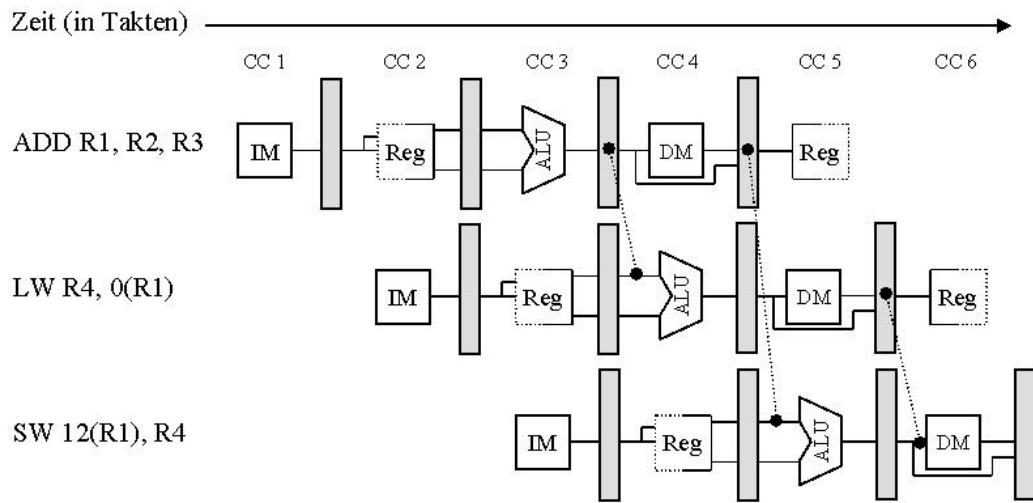 Zeit (in Takten)
CC 1 CC 2 CC 3 CC 4 CC 5 CC 6
ADD R1, R2, R3 IM Reg ALU DM Reg
LW R4, 0(R1) IM Reg ALU DM Reg
SW 12(R1), R4 IM Reg ALU DM